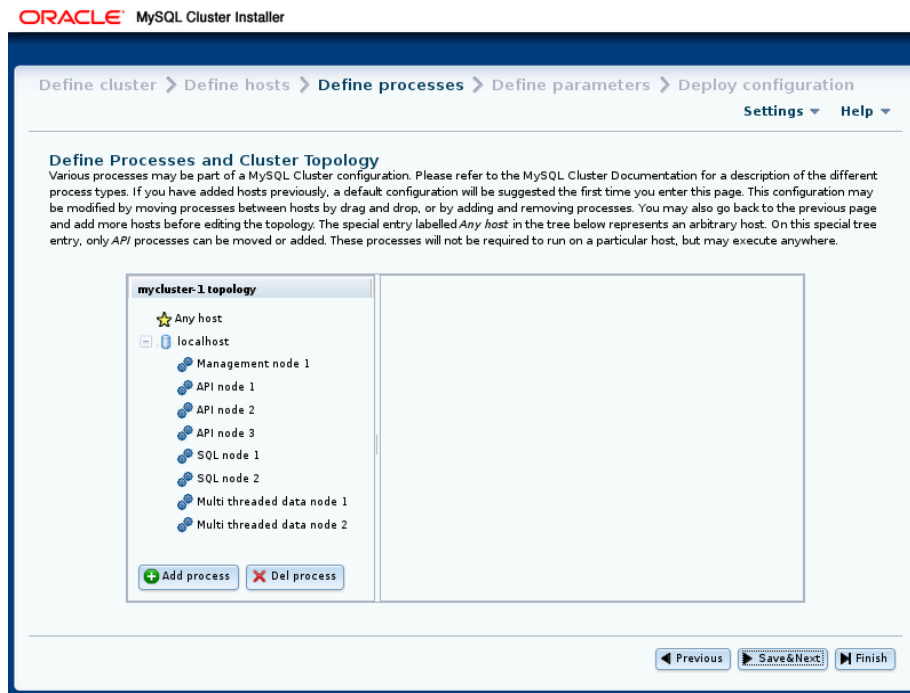 ORACLE® MySQL Cluster Installer
Define cluster > Define hosts > Define processes > Define parameters > Deploy configuration
Settings Help
Define Processes and Cluster Topology
Various processes may be part of a MySQL Cluster configuration. Please refer to the MySQL Cluster Documentation for a description of the different
process types. If you have added hosts previously, a default configuration will be suggested the first time you enter this page. This configuration may
be modified by moving processes between hosts by drag and drop, or by adding and removing processes. You may also go back to the previous page
and add more hosts before editing the topology. The special entry labelled Any host in the tree below represents an arbitrary host. On this special tree
entry, only API processes can be moved or added. These processes will not be required to run on a particular host, but may execute anywhere.
mycluster-1 topology
Any host
localhost
Management node 1
API node 1
API node 2
API node 3
SQL node 1
SQL node 2
Multi threaded data node 1
Multi threaded data node 2
Add process Del process
Previous Save&Next Finish